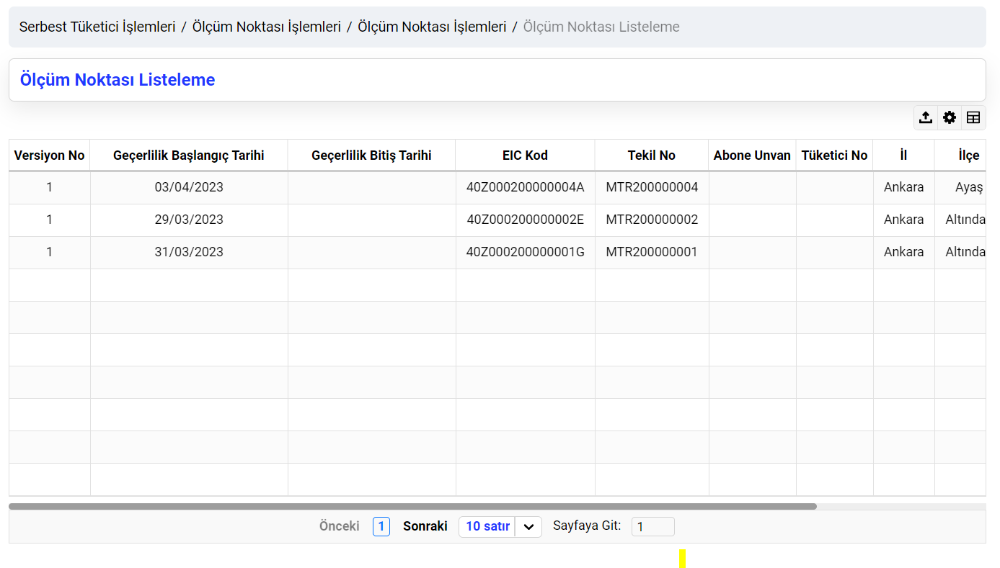 Serbest Tüketici İşlemleri / Ölçüm Noktası İşlemleri / Ölçüm Noktası İşlemleri / Ölçüm Noktası Listeleme
Ölçüm Noktası Listeleme
Versiyon No Geçerlilik Başlangıç Tarihi Geçerlilik Bitiş Tarihi EIC Kod Tekil No Abone Unvan Tüketici No İl İlçe
1 03/04/2023 40Z000200000004A MTR200000004 Ankara Ayaş
1 29/03/2023 40Z000200000002E MTR200000002 Ankara Altında
1 31/03/2023 40Z000200000001G MTR200000001 Ankara Altında
Önceki 1 Sonraki 10 satır Sayfaya Git: 1